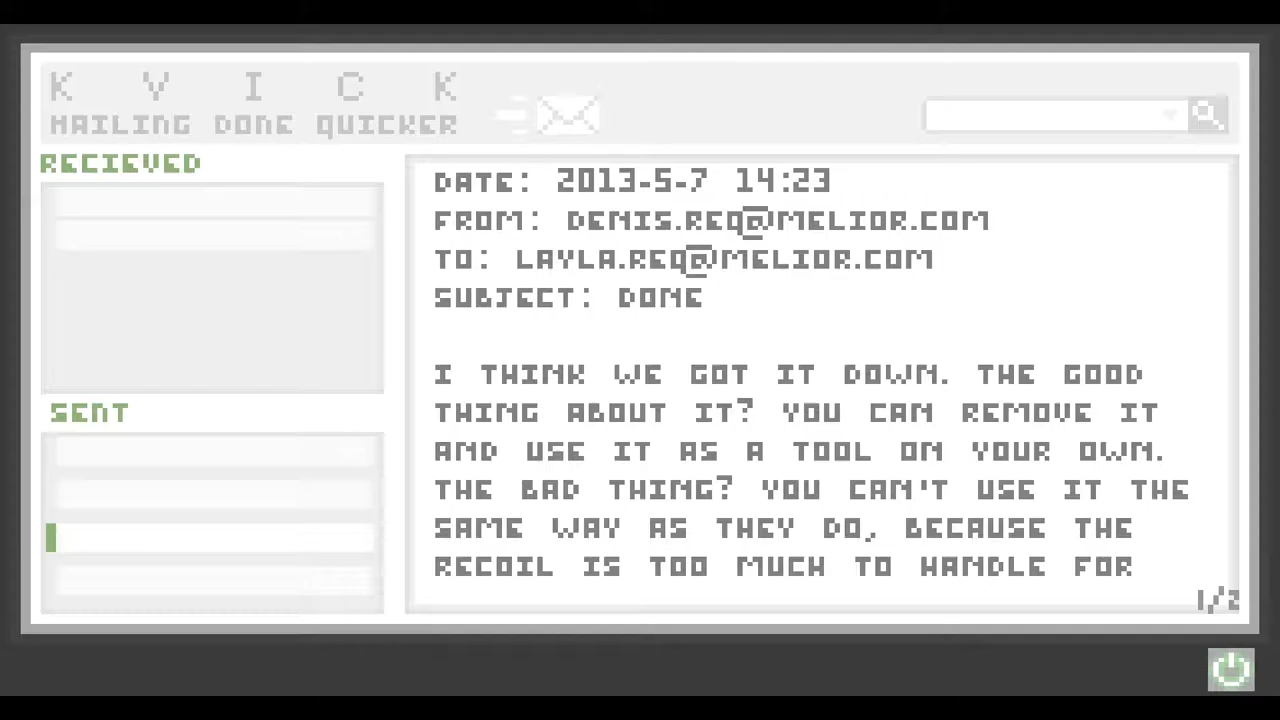 K V I C K
MAILING DONE QUICKER
RECIEVED
DATE: 2013-5-7 14:23
FROM: DENIS.REQ@MELIOR.COM
TO: LAYLA.REQ@MELIOR.COM
SUBJECT: DONE
I THINK WE GOT IT DOWN. THE GOOD
THING ABOUT IT? YOU CAN REMOVE IT
AND USE IT AS A TOOL ON YOUR OWN.
THE BAD THING? YOU CAN'T USE IT THE
SAME WAY AS THEY DO, BECAUSE THE
RECOIL IS TOO MUCH TO HANDLE FOR
1/2
SENT